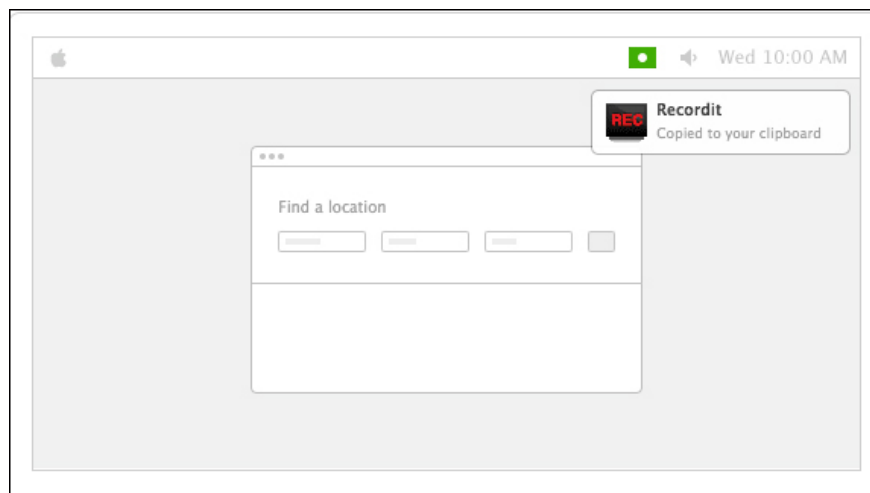 Wed 10:00 AM
REC
Recordit
Copied to your clipboard
Find a location